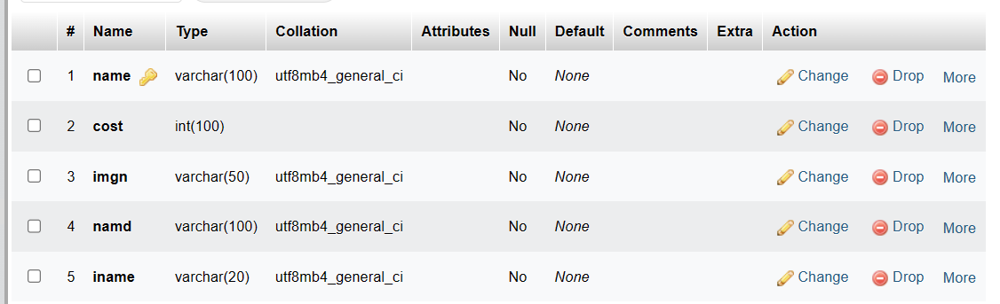 # Name Type Collation Attributes Null Default Comments Extra Action
1 name varchar(100) utf8mb4_general_ci No None Change Drop More
2 cost int(100) No None Change Drop More
3 imgn varchar(50) utf8mb4_general_ci No None Change Drop More
4 namd varchar(100) utf8mb4_general_ci No None Change Drop More
5 iname varchar(20) utf8mb4_general_ci No None Change Drop More